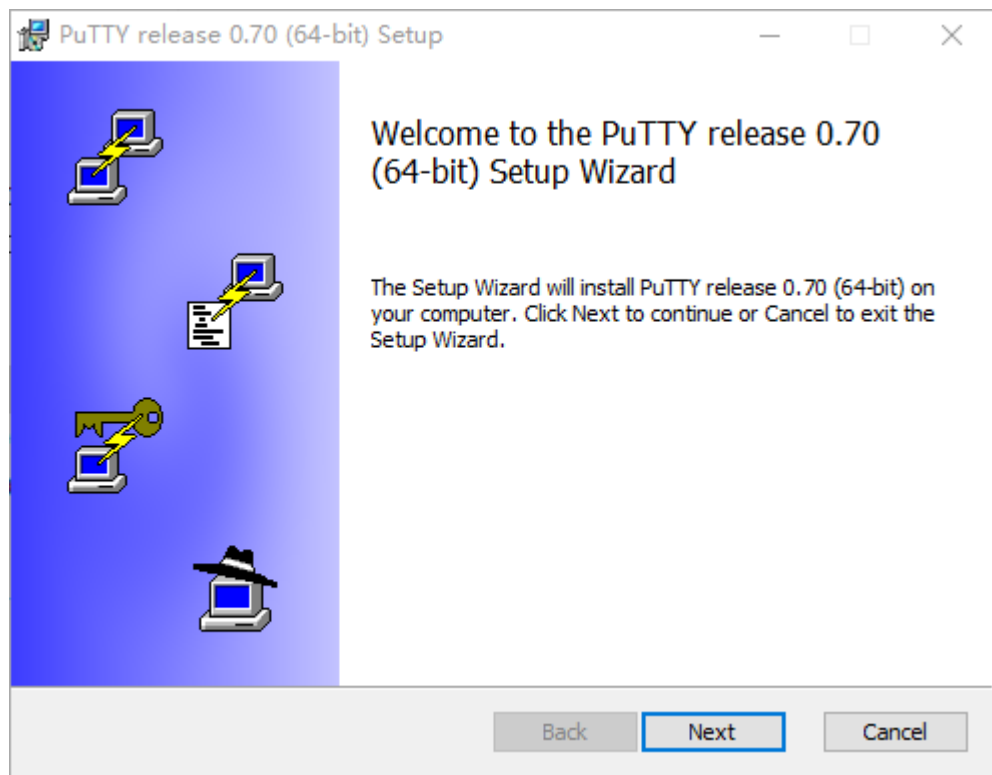 PuTTY release 0.70 (64-bit) Setup
Welcome to the PuTTY release 0.70
(64-bit) Setup Wizard
The Setup Wizard will install PuTTY release 0.70 (64-bit) on
your computer. Click Next to continue or Cancel to exit the
Setup Wizard.
Back
Next
Cancel